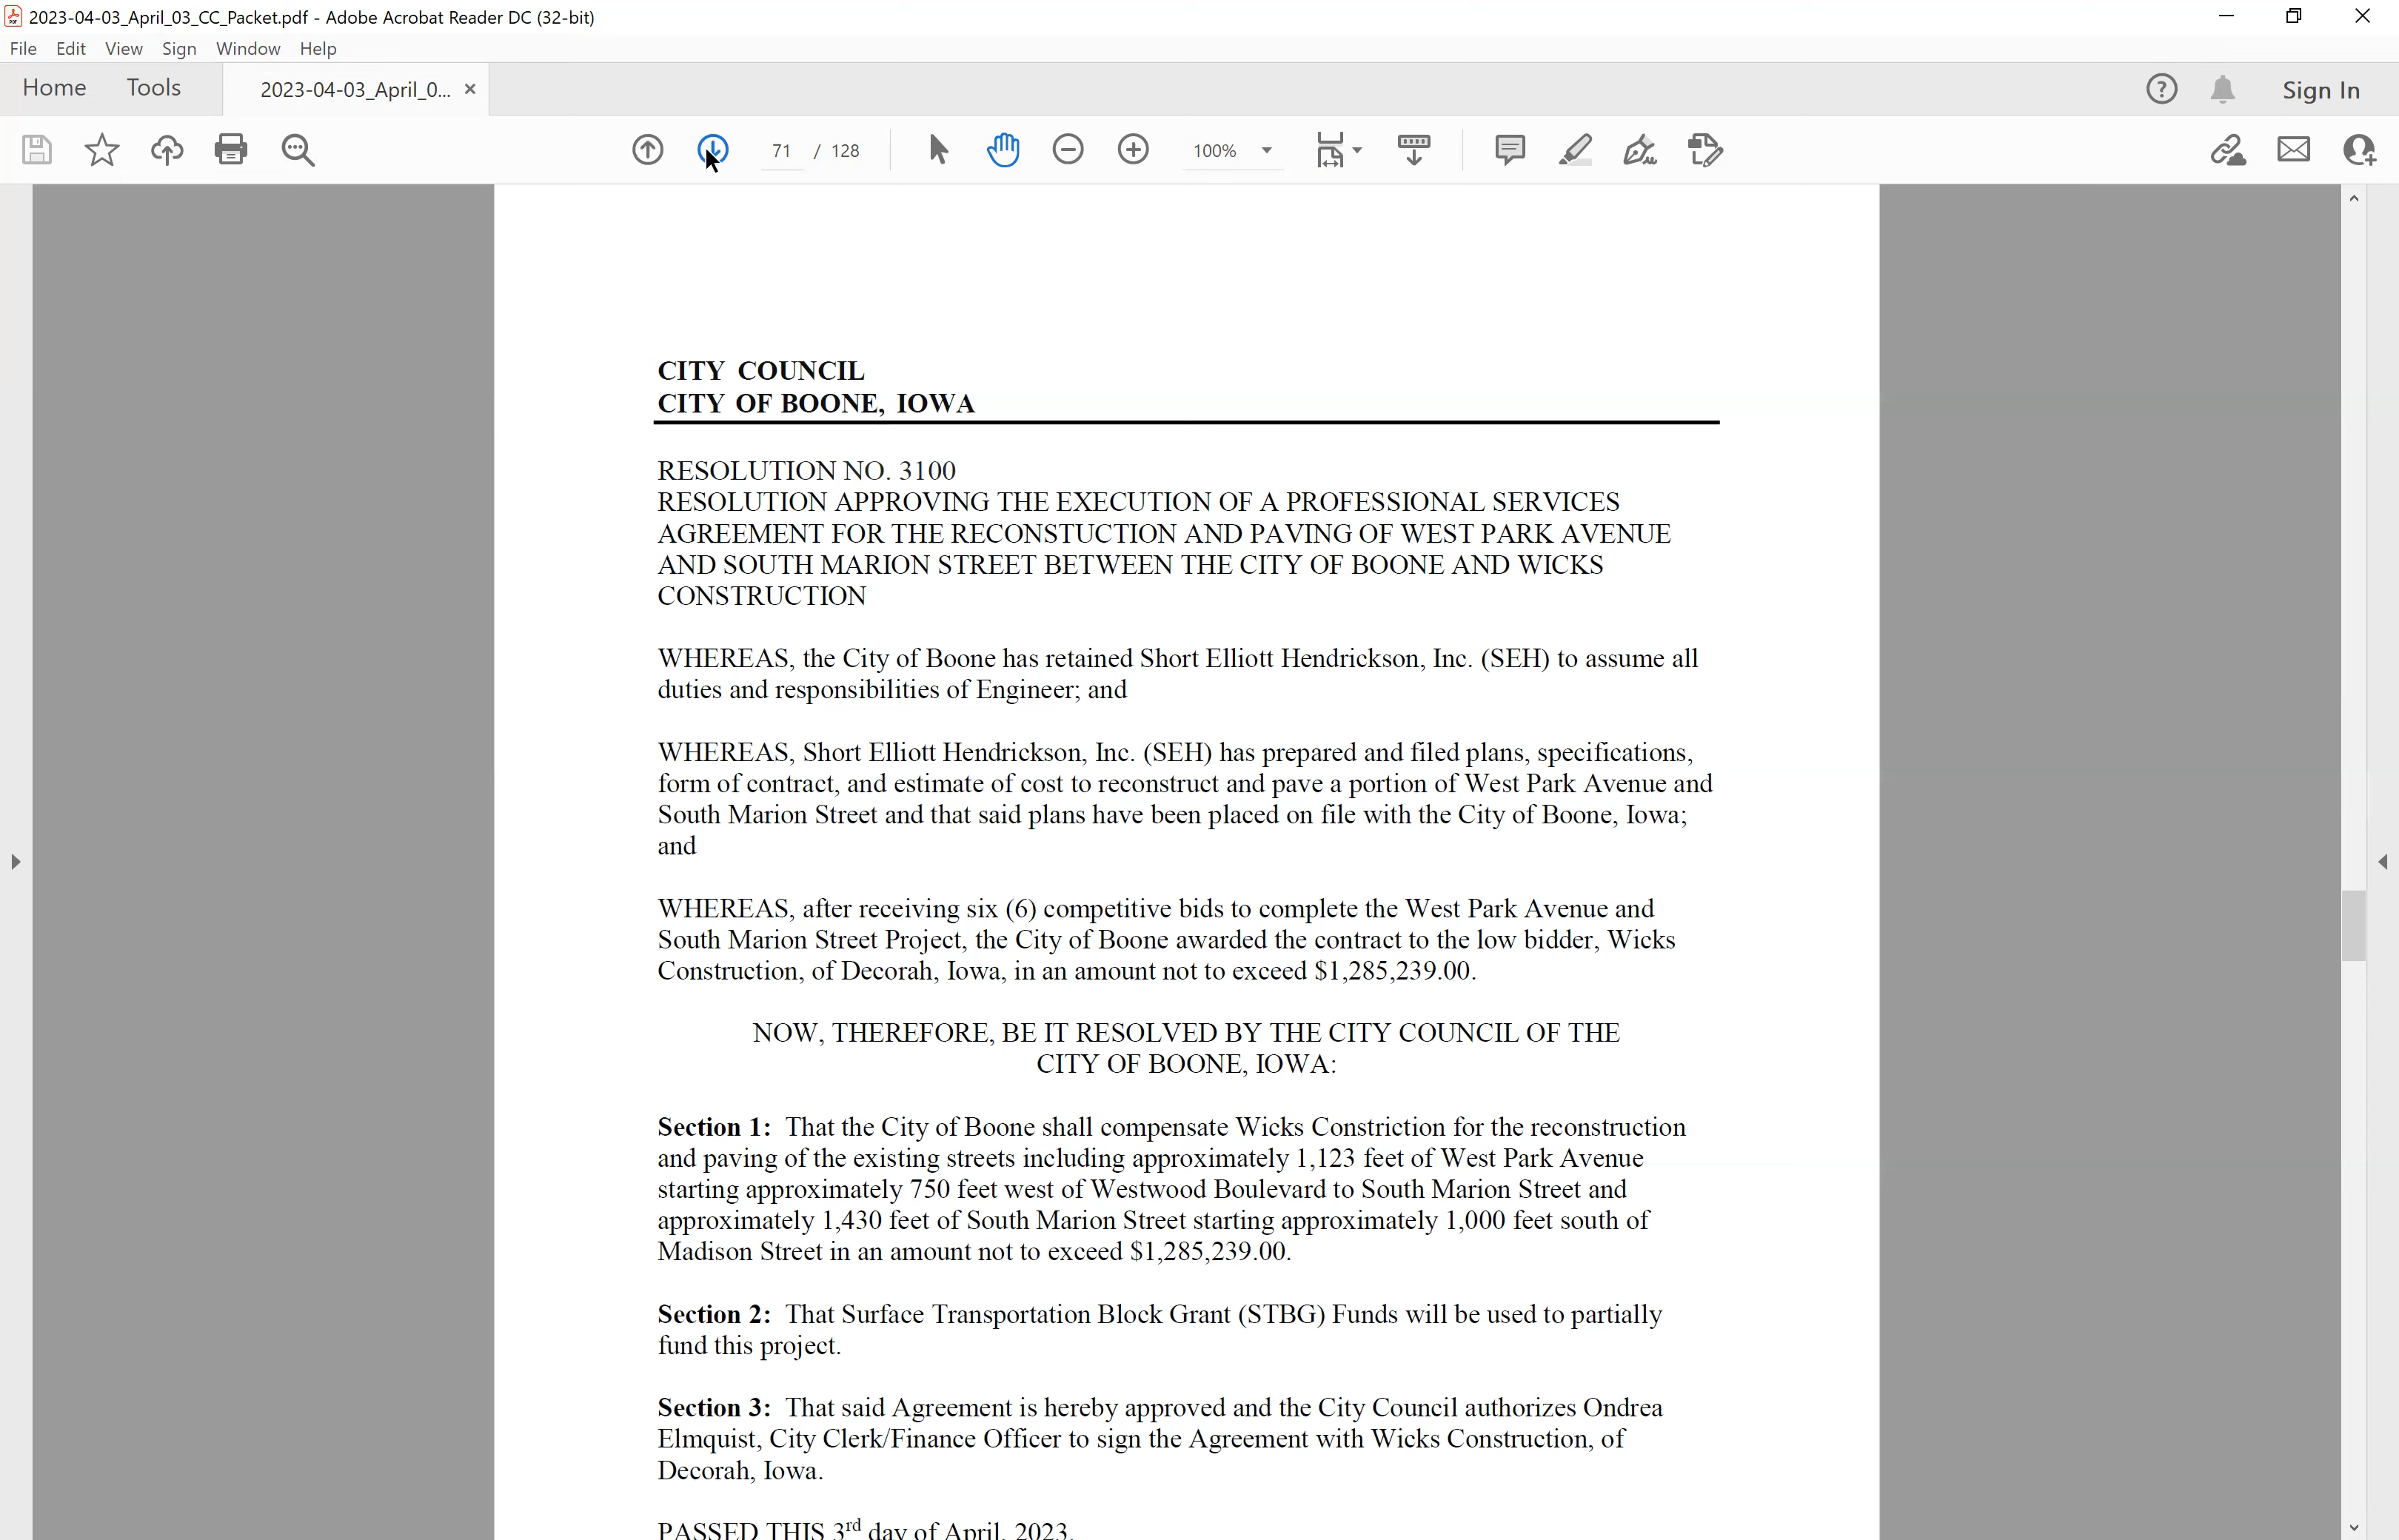 2023-04-03_April_03_CC_Packet.pdf - Adobe Acrobat Reader DC (32-bit)
File Edit View Sign Window Help
Home Tools 2023-04-03_April_0... × Sign In
71 / 128 100%
CITY COUNCIL
CITY OF BOONE, IOWA
RESOLUTION NO. 3100
RESOLUTION APPROVING THE EXECUTION OF A PROFESSIONAL SERVICES
AGREEMENT FOR THE RECONSTUCTION AND PAVING OF WEST PARK AVENUE
AND SOUTH MARION STREET BETWEEN THE CITY OF BOONE AND WICKS
CONSTRUCTION
WHEREAS, the City of Boone has retained Short Elliott Hendrickson, Inc. (SEH) to assume all
duties and responsibilities of Engineer; and
WHEREAS, Short Elliott Hendrickson, Inc. (SEH) has prepared and filed plans, specifications,
form of contract, and estimate of cost to reconstruct and pave a portion of West Park Avenue and
South Marion Street and that said plans have been placed on file with the City of Boone, Iowa;
and
WHEREAS, after receiving six (6) competitive bids to complete the West Park Avenue and
South Marion Street Project, the City of Boone awarded the contract to the low bidder, Wicks
Construction, of Decorah, Iowa, in an amount not to exceed $1,285,239.00.
NOW, THEREFORE, BE IT RESOLVED BY THE CITY COUNCIL OF THE
CITY OF BOONE, IOWA:
Section 1: That the City of Boone shall compensate Wicks Constriction for the reconstruction
and paving of the existing streets including approximately 1,123 feet of West Park Avenue
starting approximately 750 feet west of Westwood Boulevard to South Marion Street and
approximately 1,430 feet of South Marion Street starting approximately 1,000 feet south of
Madison Street in an amount not to exceed $1,285,239.00.
Section 2: That Surface Transportation Block Grant (STBG) Funds will be used to partially
fund this project.
Section 3: That said Agreement is hereby approved and the City Council authorizes Ondrea
Elmquist, City Clerk/Finance Officer to sign the Agreement with Wicks Construction, of
Decorah, Iowa.
PASSED THIS 3rd day of April, 2023.